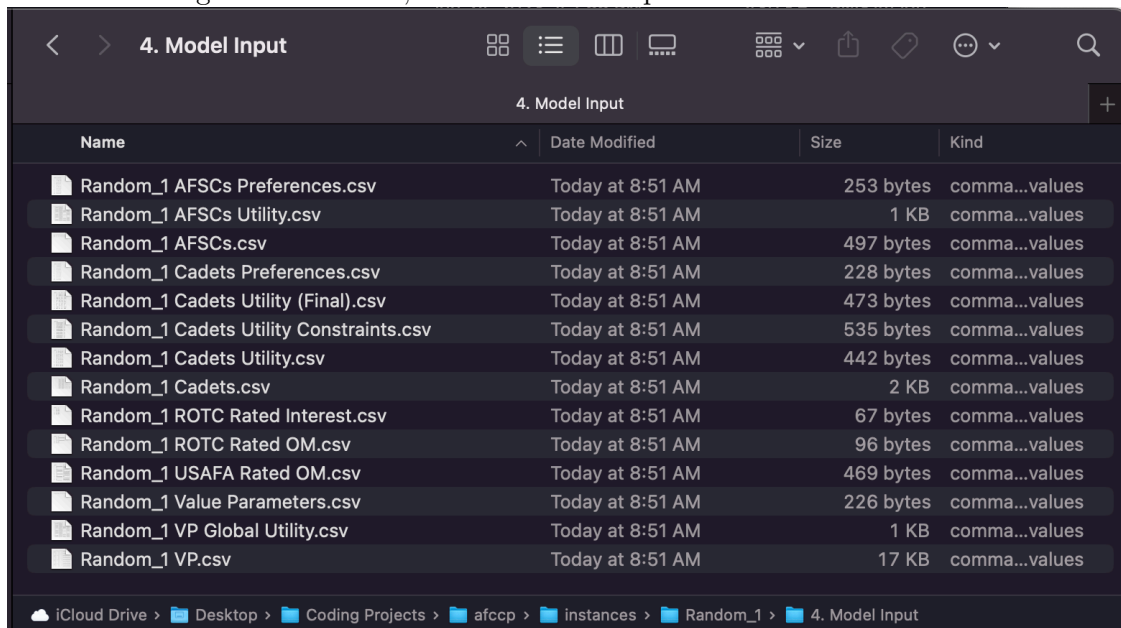 4. Model Input
4. Model Input
Name Date Modified Size Kind
Random_1 AFSCs Preferences.csv Today at 8:51 AM 253 bytes comma...values
Random_1 AFSCs Utility.csv Today at 8:51 AM 1 KB comma...values
Random_1 AFSCs.csv Today at 8:51 AM 497 bytes comma...values
Random_1 Cadets Preferences.csv Today at 8:51 AM 228 bytes comma...values
Random_1 Cadets Utility (Final).csv Today at 8:51 AM 473 bytes comma...values
Random_1 Cadets Utility Constraints.csv Today at 8:51 AM 535 bytes comma...values
Random_1 Cadets Utility.csv Today at 8:51 AM 442 bytes comma...values
Random_1 Cadets.csv Today at 8:51 AM 2 KB comma...values
Random_1 ROTC Rated Interest.csv Today at 8:51 AM 67 bytes comma...values
Random_1 ROTC Rated OM.csv Today at 8:51 AM 96 bytes comma...values
Random_1 USAFA Rated OM.csv Today at 8:51 AM 469 bytes comma...values
Random_1 Value Parameters.csv Today at 8:51 AM 226 bytes comma...values
Random_1 VP Global Utility.csv Today at 8:51 AM 1 KB comma...values
Random_1 VP.csv Today at 8:51 AM 17 KB comma...values
iCloud Drive › Desktop › Coding Projects › afccp › instances › Random_1 › 4. Model Input